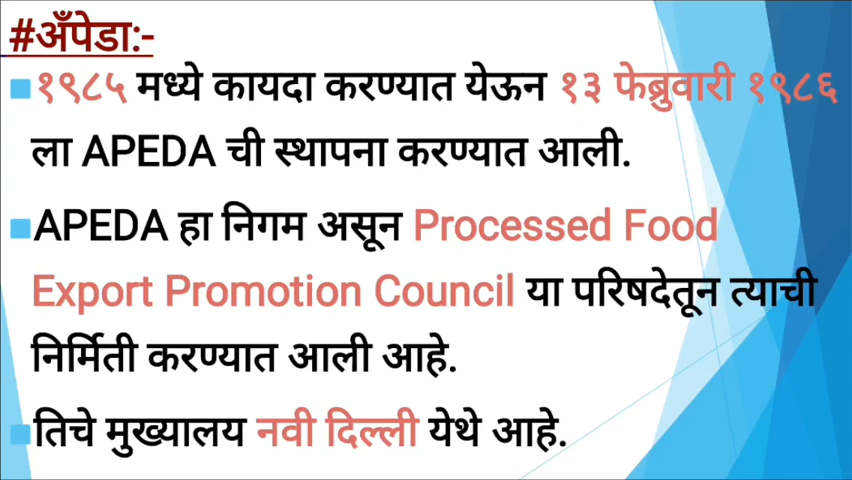 #अँपेडा:-
१९८५ मध्ये कायदा करण्यात येऊन १३ फेब्रुवारी १९८६
ला APEDA ची स्थापना करण्यात आली.
APEDA हा निगम असून Processed Food
Export Promotion Council या परिषदेतून त्याची
निर्मिती करण्यात आली आहे.
तिचे मुख्यालय नवी दिल्ली येथे आहे.